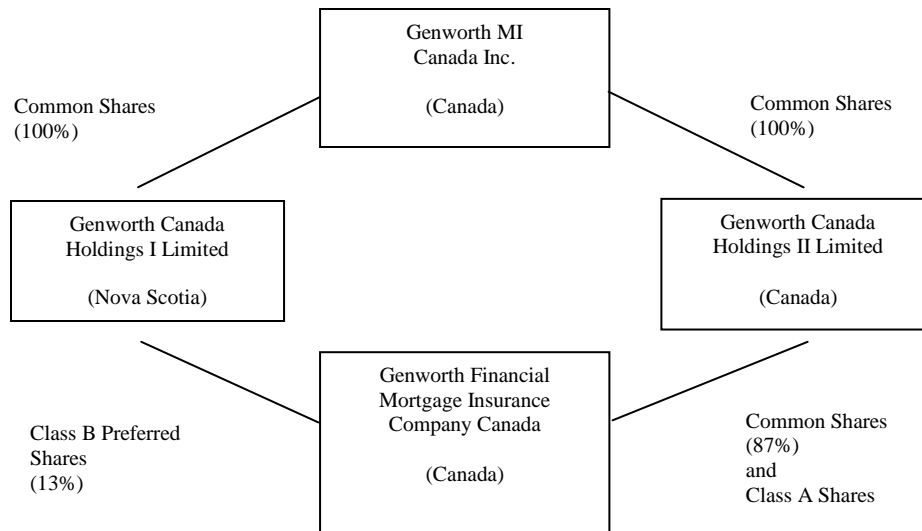 Genworth MI
Canada Inc.
(Canada)
Common Shares
(100%)
Common Shares
(100%)
Genworth Canada
Holdings I Limited
(Nova Scotia)
Genworth Canada
Holdings II Limited
(Canada)
Genworth Financial
Mortgage Insurance
Company Canada
(Canada)
Class B Preferred
Shares
(13%)
Common Shares
(87%)
and
Class A Shares